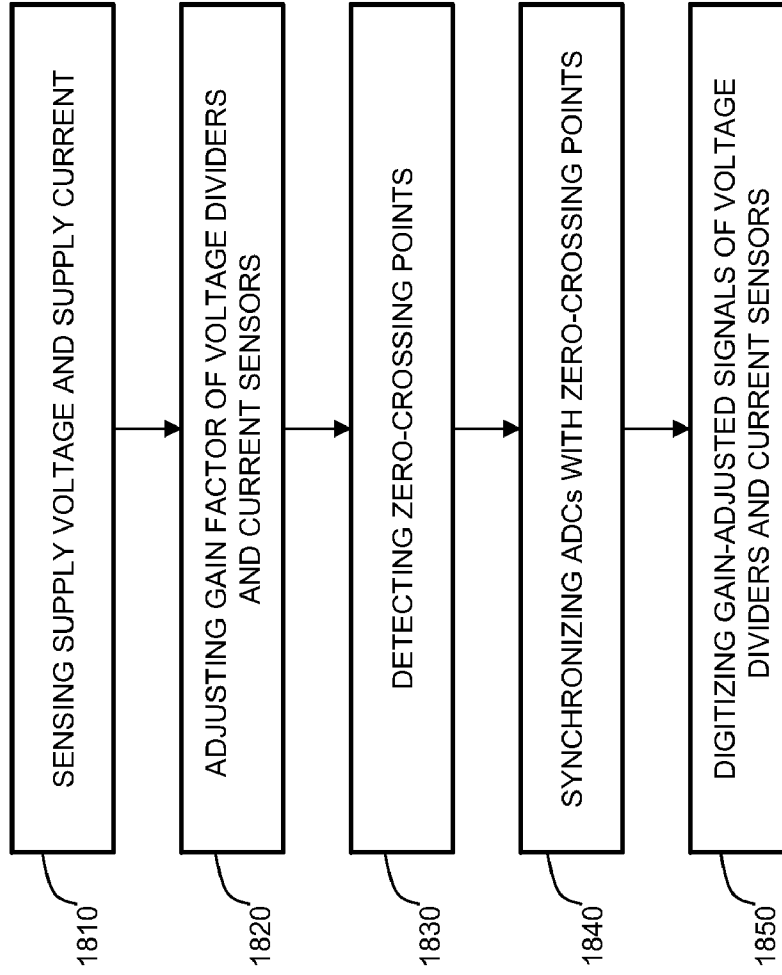 1810
SENSING SUPPLY VOLTAGE AND SUPPLY CURRENT
1820
ADJUSTING GAIN FACTOR OF VOLTAGE DIVIDERS
AND CURRENT SENSORS
1830
DETECTING ZERO-CROSSING POINTS
1840
SYNCHRONIZING ADCs WITH ZERO-CROSSING POINTS
1850
DIGITIZING GAIN-ADJUSTED SIGNALS OF VOLTAGE
DIVIDERS AND CURRENT SENSORS